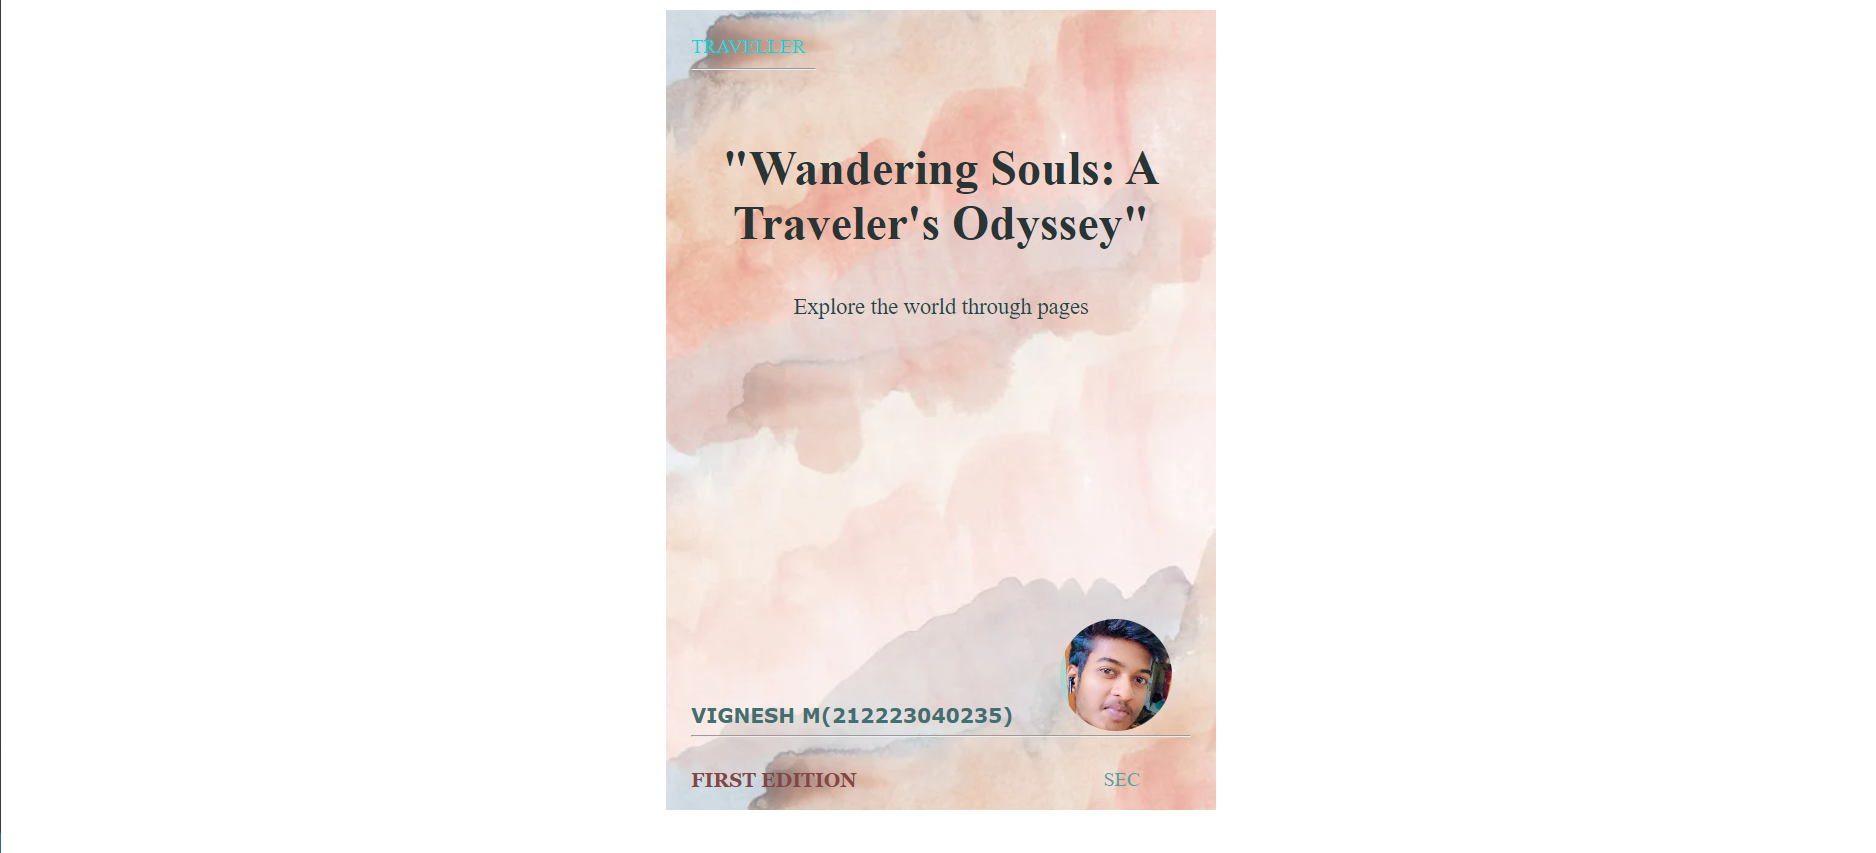 TRAVELLER
"Wandering Souls: A
Traveler's Odyssey"
Explore the world through pages
VIGNESH M(212223040235)
FIRST EDITION
SEC